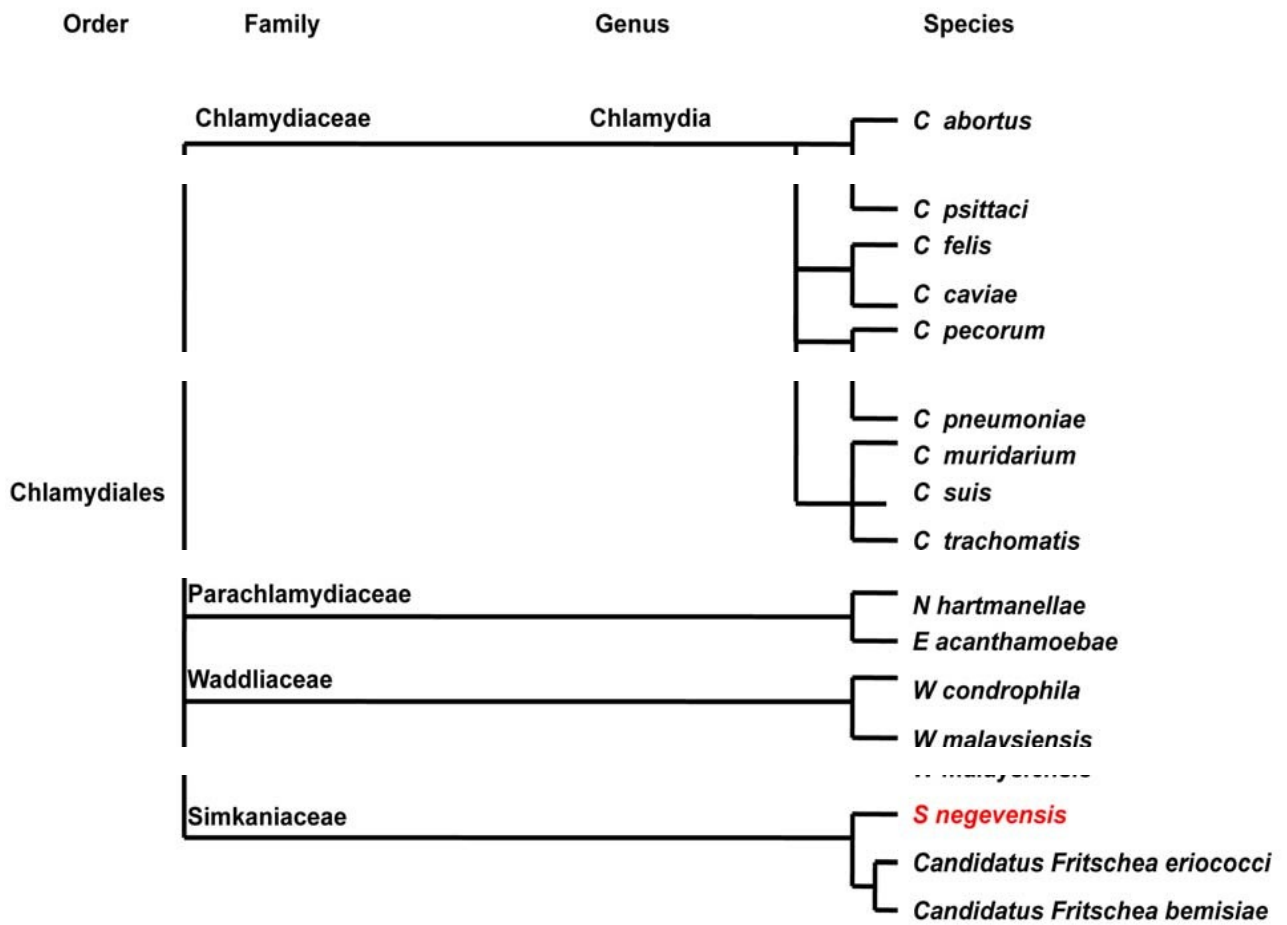 Order Family Genus Species
Chlamydiaceae Chlamydia C abortus
C psittaci
C felis
C caviae
C pecorum
C pneumoniae
C muridarium
Chlamydiales C suis
C trachomatis
Parachlamydiaceae
N hartmanellae
E acanthamoebae
Waddliaceae
W condrophila
W malaysiensis
Simkaniaceae S negevensis
Candidatus Fritschea eriococci
Candidatus Fritschea bemisiae